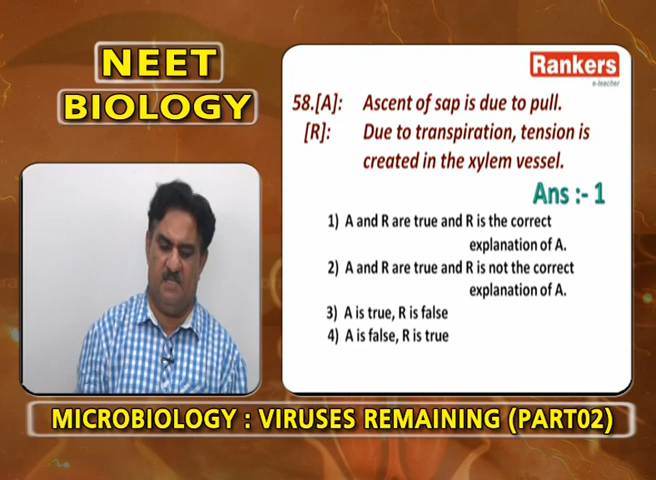 NEET
BIOLOGY
Rankers
e-teacher
58.[A]: Ascent of sap is due to pull.
[R]: Due to transpiration, tension is
created in the xylem vessel.
Ans :- 1
1) A and R are true and R is the correct
explanation of A.
2) A and R are true and R is not the correct
explanation of A.
3) A is true, R is false
4) A is false, R is true
MICROBIOLOGY : VIRUSES REMAINING (PART02)